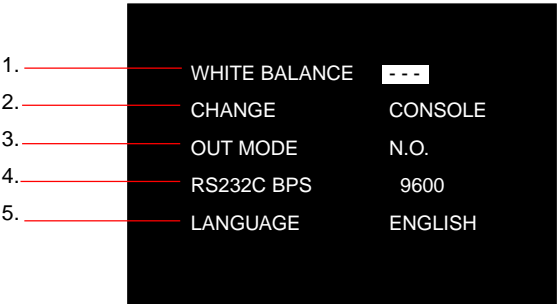 1. WHITE BALANCE - - -
2. CHANGE CONSOLE
3. OUT MODE N.O.
4. RS232C BPS 9600
5. LANGUAGE ENGLISH